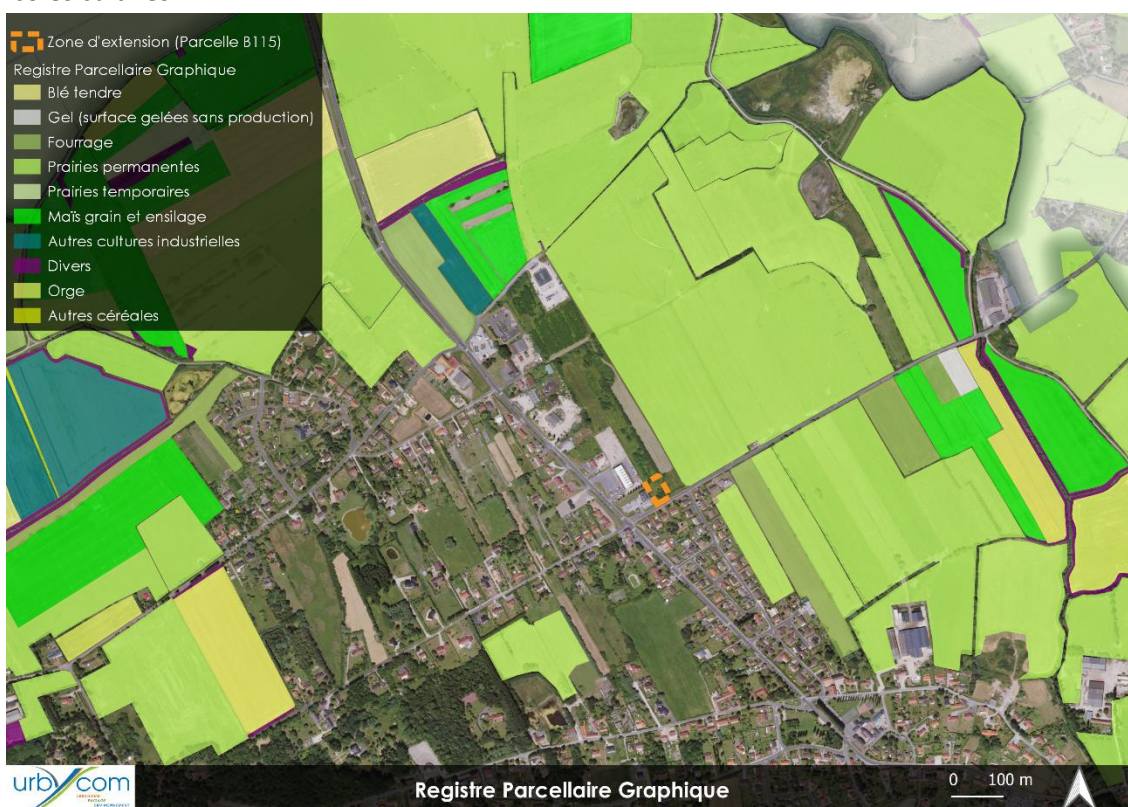 Zone d'extension (Parcelle B115)
Registre Parcellaire Graphique
Blé tendre
Gel (surface gelées sans production)
Fourrage
Prairies permanentes
Prairies temporaires
Maïs grain et ensilage
Autres cultures industrielles
Divers
Orge
Autres céréales
urbycom
Registre Parcellaire Graphique
0 100 m